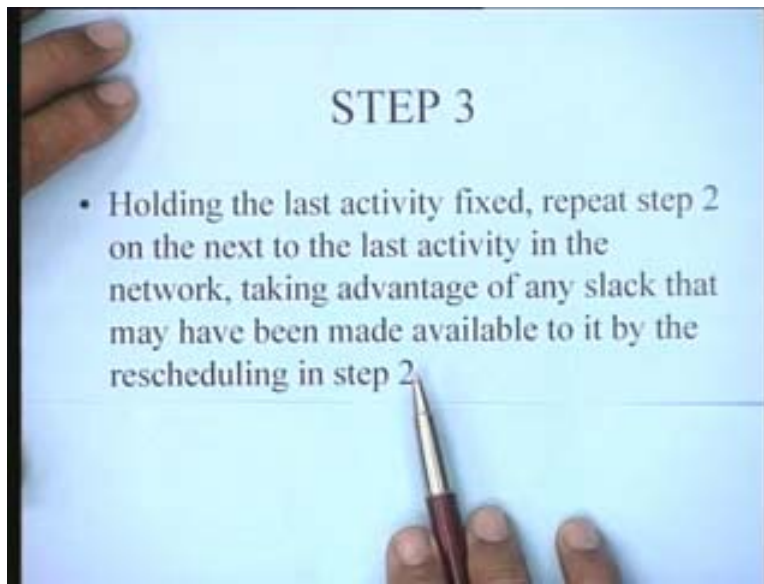 STEP 3
• Holding the last activity fixed, repeat step 2
on the next to the last activity in the
network, taking advantage of any slack that
may have been made available to it by the
rescheduling in step 2